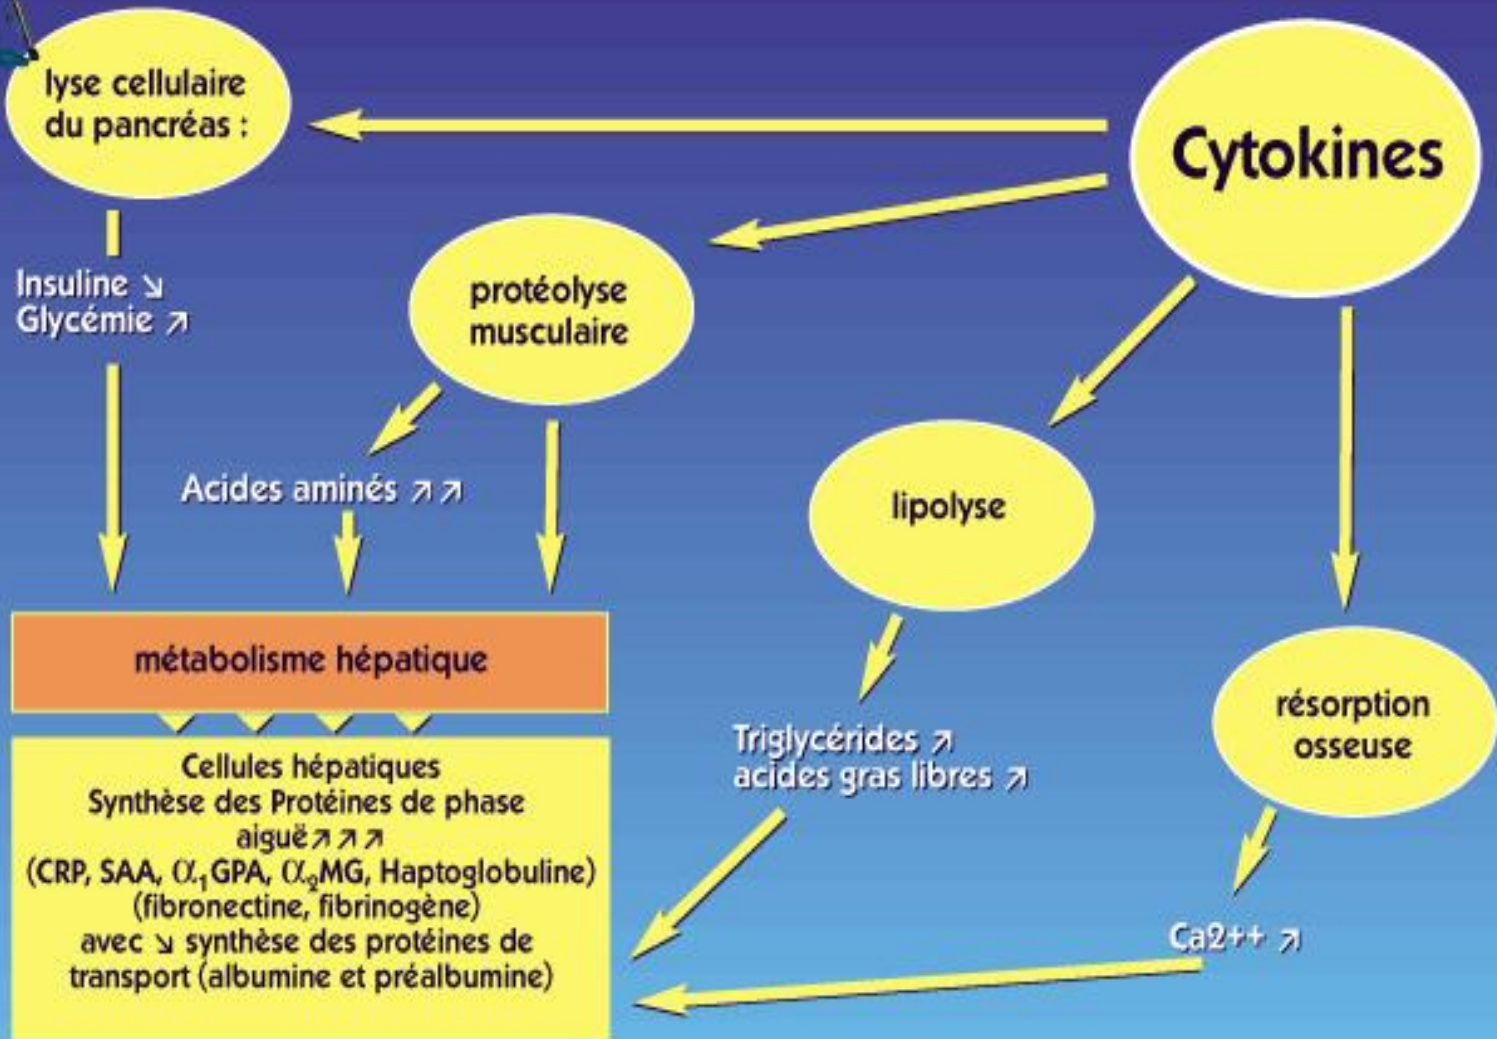 lyse cellulaire
du pancréas :
Cytokines
Insuline ↘
Glycémie ↗
protéolyse
musculaire
Acides aminés ↗↗
lipolyse
métabolisme hépatique
résorption
osseuse
Triglycérides ↗
acides gras libres ↗
Cellules hépatiques
Synthèse des Protéines de phase
aiguë↗↗↗
(CRP, SAA, α₁GPA, α₂MG, Haptoglobuline)
(fibronectine, fibrinogène)
avec ↘ synthèse des protéines de
transport (albumine et préalbumine)
Ca2++ ↗